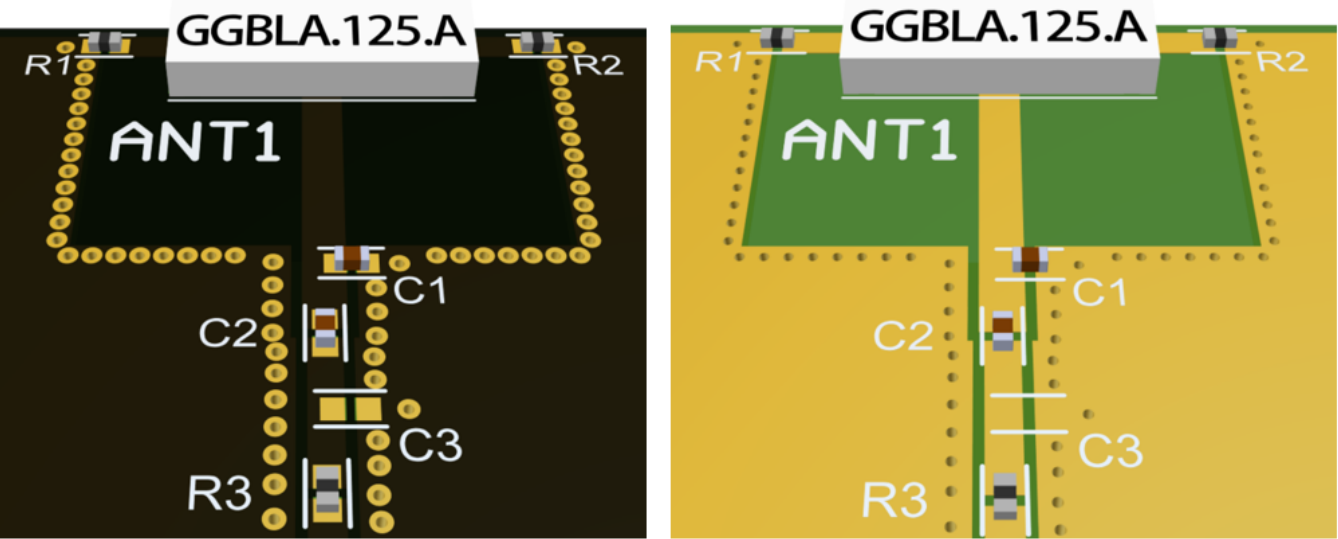 GGBLA.125.A
R1
R2
ANT1
C1
C2
C3
R3
GGBLA.125.A
R1
R2
ANT1
C1
C2
C3
R3